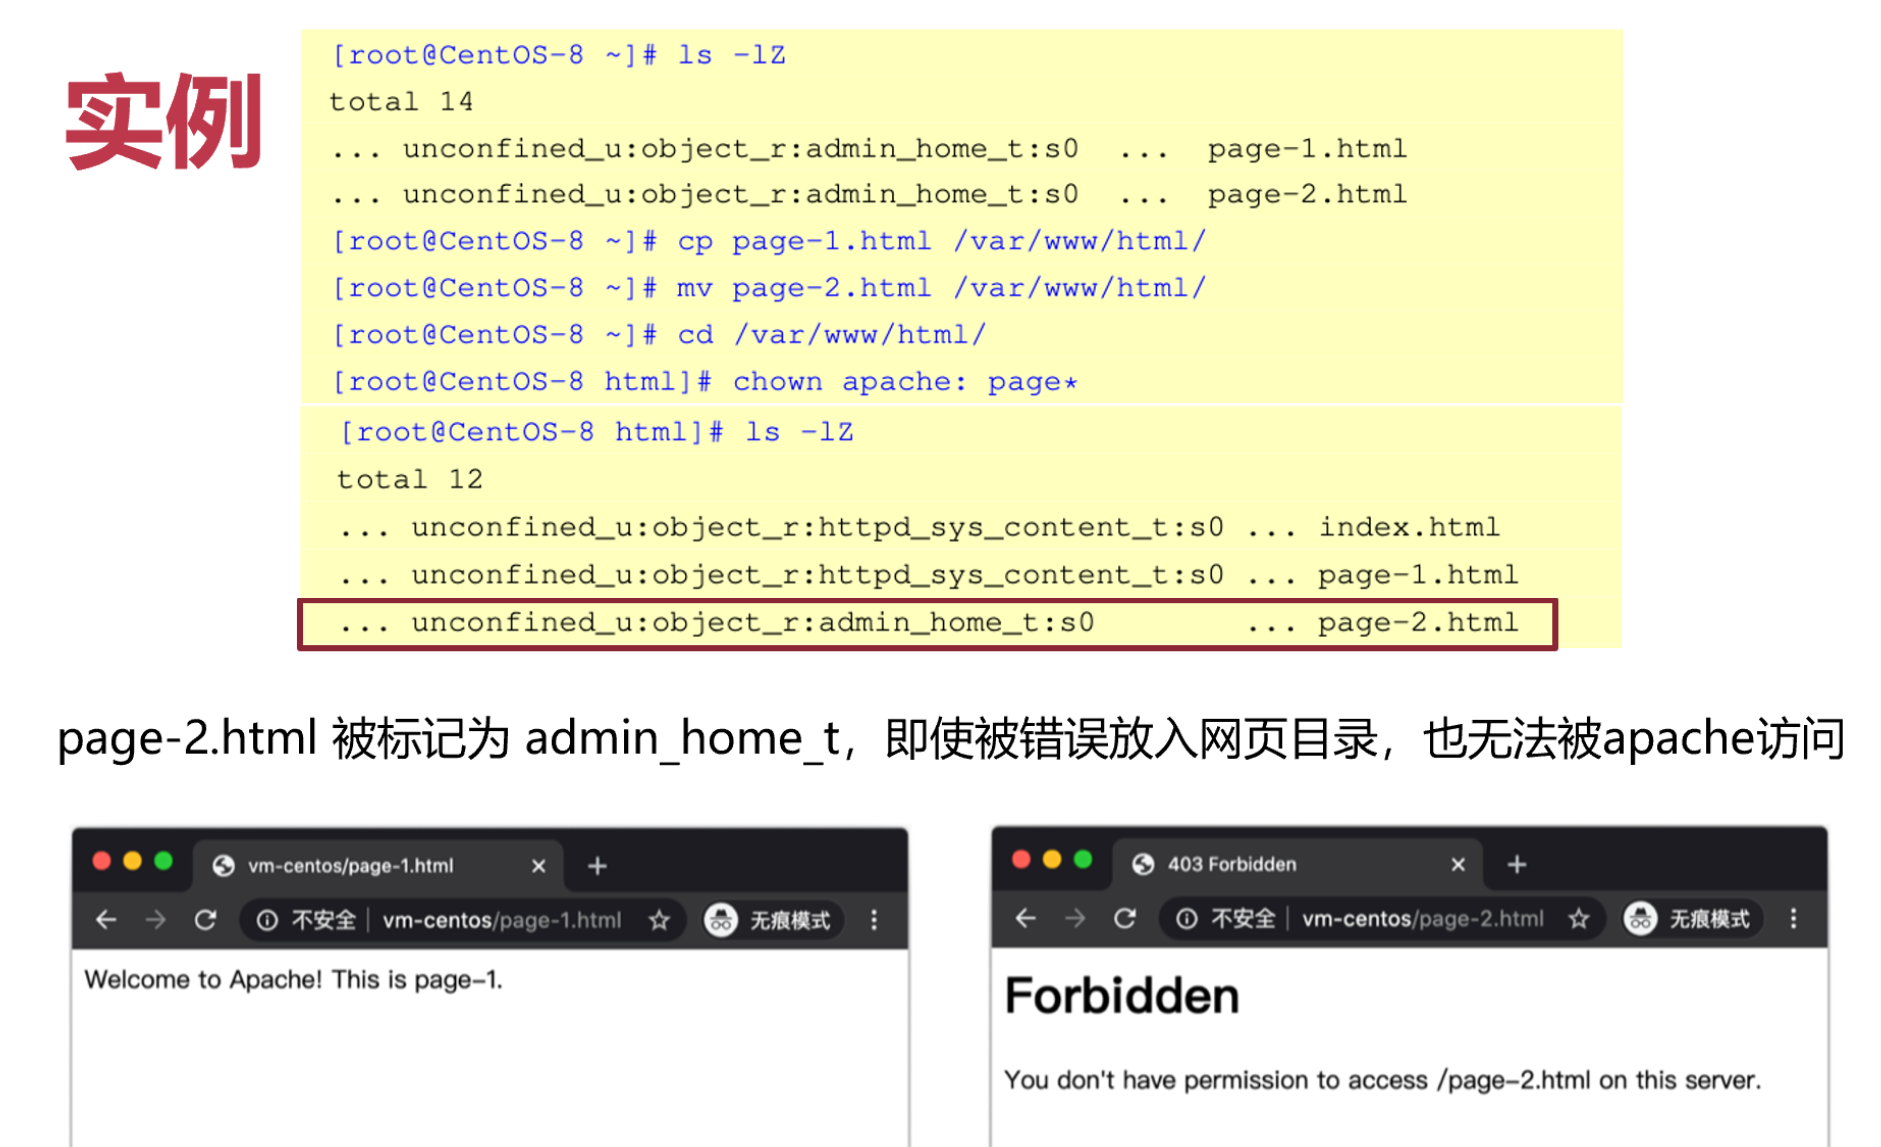 实例
[root@CentOS-8 ~]# ls -lZ
total 14
... unconfined_u:object_r:admin_home_t:s0 ... page-1.html
... unconfined_u:object_r:admin_home_t:s0 ... page-2.html
[root@CentOS-8 ~]# cp page-1.html /var/www/html/
[root@CentOS-8 ~]# mv page-2.html /var/www/html/
[root@CentOS-8 ~]# cd /var/www/html/
[root@CentOS-8 html]# chown apache: page*
[root@CentOS-8 html]# ls -lZ
total 12
... unconfined_u:object_r:httpd_sys_content_t:s0 ... index.html
... unconfined_u:object_r:httpd_sys_content_t:s0 ... page-1.html
... unconfined_u:object_r:admin_home_t:s0 ... page-2.html
page-2.html 被标记为 admin_home_t，即使被错误放入网页目录，也无法被apache访问
vm-centos/page-1.html
不安全 | vm-centos/page-1.html 无痕模式
Welcome to Apache! This is page-1.
403 Forbidden
不安全 | vm-centos/page-2.html 无痕模式
Forbidden
You don't have permission to access /page-2.html on this server.